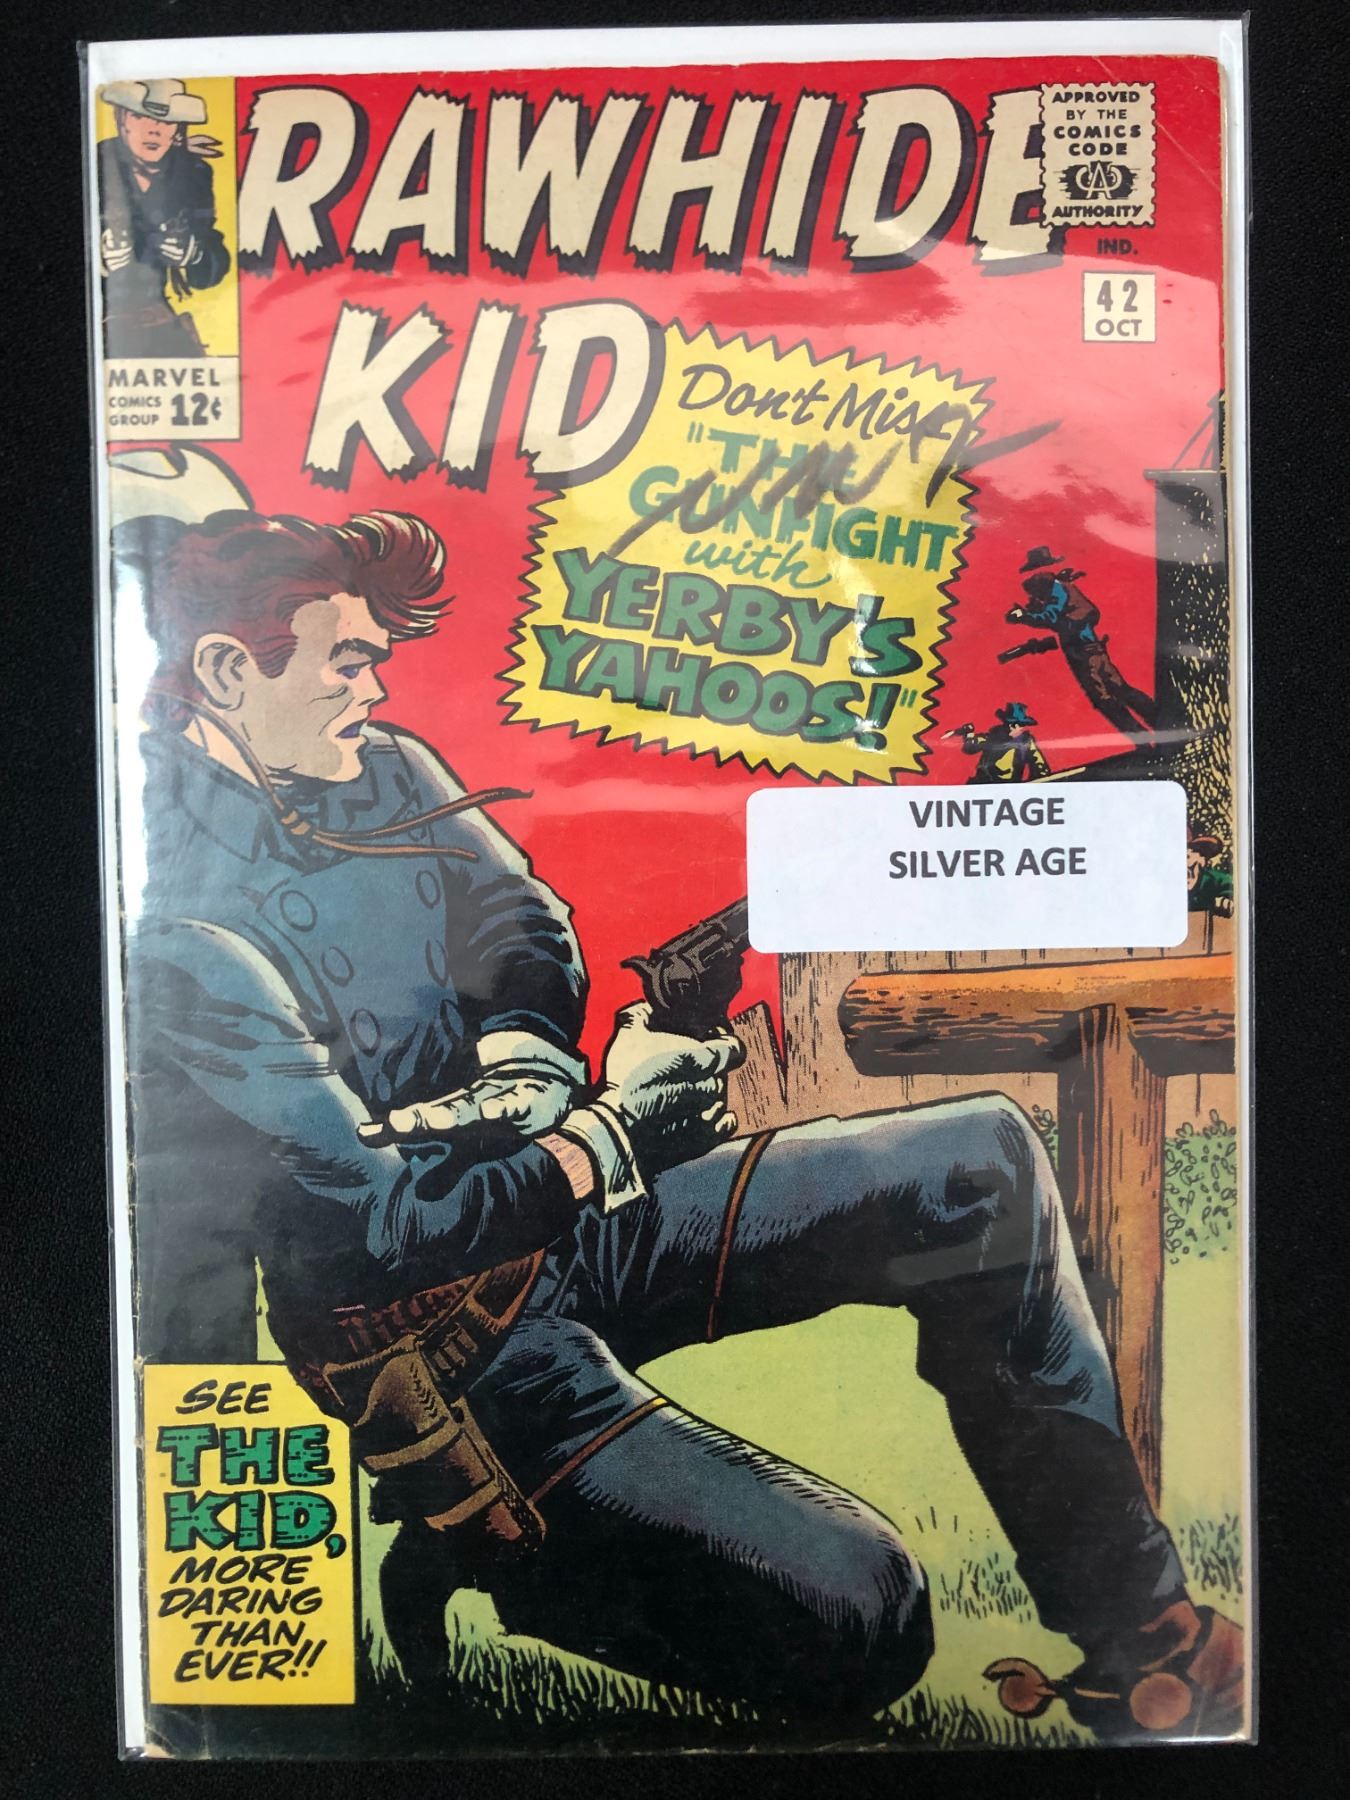 RAWHIDE
KID
APPROVED
BY THE
COMICS
CODE
CA
AUTHORITY
IND.
42
OCT
MARVEL
COMICS
GROUP 12¢
Don't Miss
"THE
GUNFIGHT
with
YERBY'S
YAHOOS!"
VINTAGE
SILVER AGE
SEE
THE
KID,
MORE
DARING
THAN
EVER!!